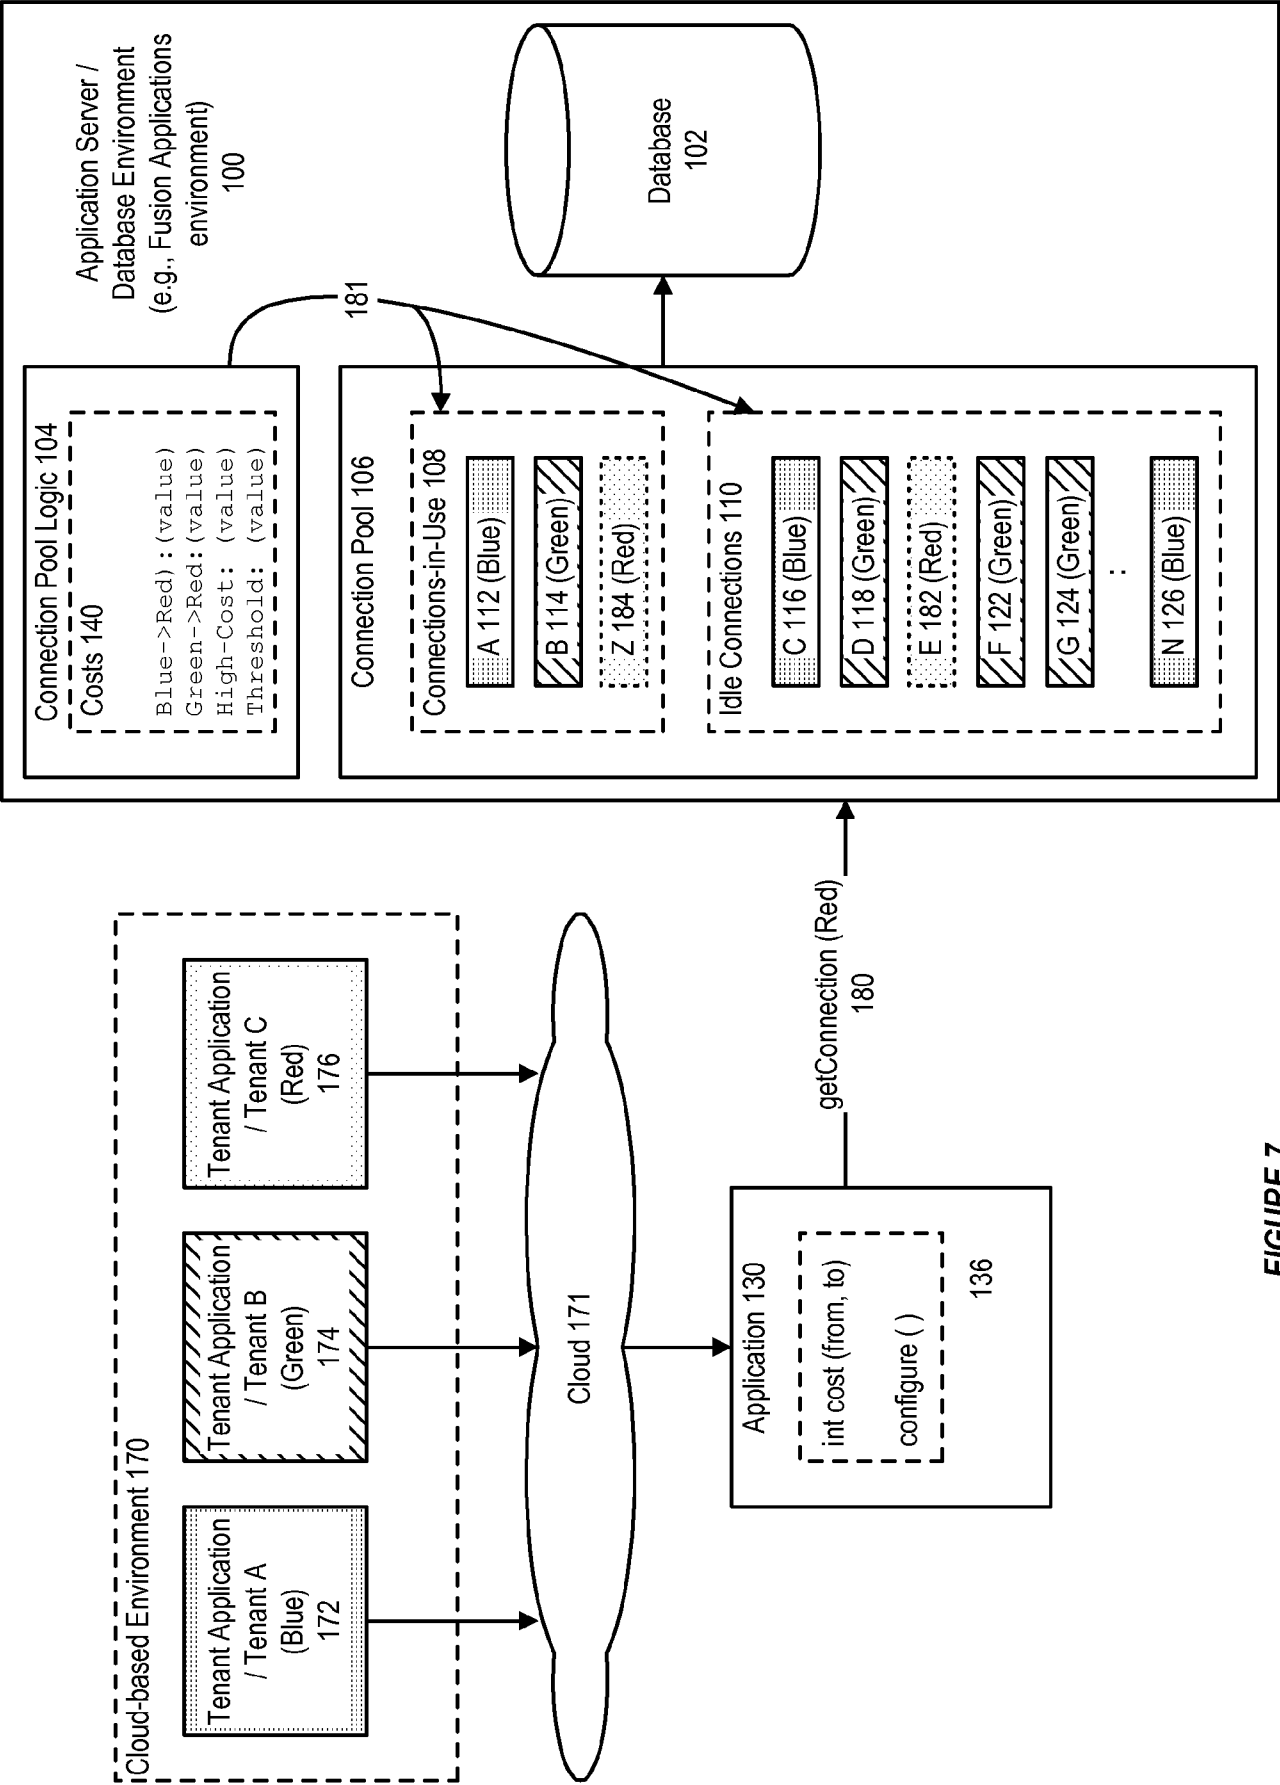 Application Server /
Database Environment
(e.g., Fusion Applications
environment)
100
Connection Pool Logic 104
Costs 140
Blue->Red):(value)
Green->Red:(value)
High-Cost: (value)
Threshold: (value)
181
Connection Pool 106
Connections-in-Use 108
A 112 (Blue)
B 114 (Green)
Z 184 (Red)
Idle Connections 110
C 116 (Blue)
D 118 (Green)
E 182 (Red)
F 122 (Green)
G 124 (Green)
:
N 126 (Blue)
Database
102
Cloud-based Environment 170
Tenant Application
/ Tenant A
(Blue)
172
Tenant Application
/ Tenant B
(Green)
174
Tenant Application
/ Tenant C
(Red)
176
Cloud 171
Application 130
int cost (from, to)
configure ( )
136
getConnection (Red)
180
FIGURE 7